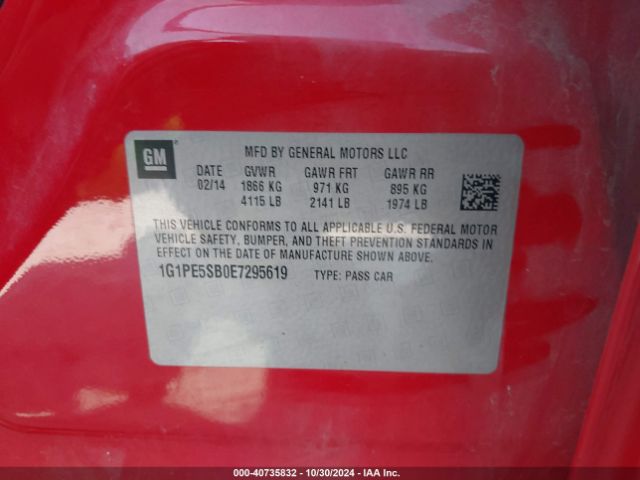 GM
MFD BY GENERAL MOTORS LLC
DATE GVWR GAWR FRT GAWR RR
02/14 1866 KG 971 KG 895 KG
4115 LB 2141 LB 1974 LB
THIS VEHICLE CONFORMS TO ALL APPLICABLE U.S. FEDERAL MOTOR
VEHICLE SAFETY, BUMPER, AND THEFT PREVENTION STANDARDS IN
EFFECT ON THE DATE OF MANUFACTURE SHOWN ABOVE.
1G1PE5SB0E7295619 TYPE: PASS CAR
000-40735832 - 10/30/2024 - IAA Inc.